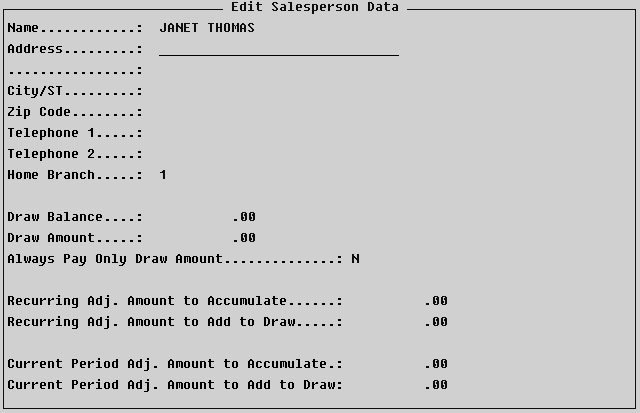 Edit Salesperson Data
Name............: JANET THOMAS
Address.........:
................:
City/ST.........:
Zip Code........:
Telephone 1.....:
Telephone 2.....:
Home Branch.....: 1
Draw Balance....: .00
Draw Amount.....: .00
Always Pay Only Draw Amount..............: N
Recurring Adj. Amount to Accumulate......: .00
Recurring Adj. Amount to Add to Draw.....: .00
Current Period Adj. Amount to Accumulate.: .00
Current Period Adj. Amount to Add to Draw: .00